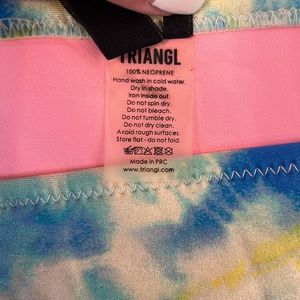 TRIANGL
100% NEOPRENE
Hand wash in cold water.
Dry in shade.
Iron inside out.
Do not spin dry.
Do not bleach.
Do not tumble dry.
Do not dry clean.
Avoid rough surfaces.
Store flat - do not fold.
Made in PRC
www.triangl.com